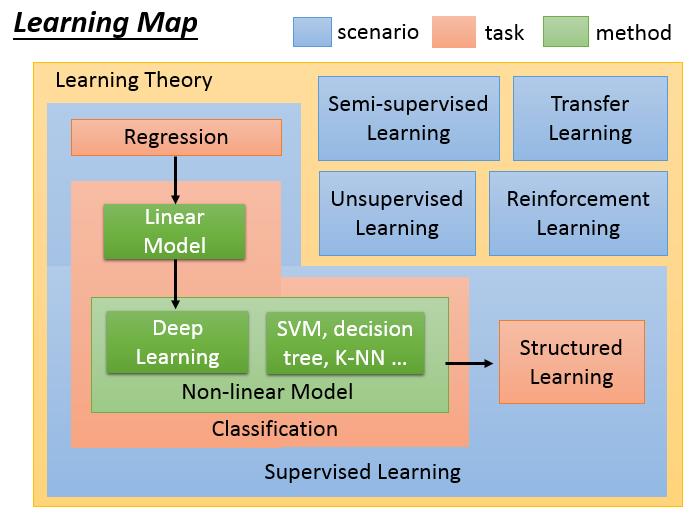 Learning Map
scenario
task
method
Learning Theory
Semi-supervised
Learning
Transfer
Learning
Regression
Unsupervised
Learning
Reinforcement
Learning
Linear
Model
Deep
Learning
SVM, decision
tree, K-NN ...
Structured
Learning
Non-linear Model
Classification
Supervised Learning